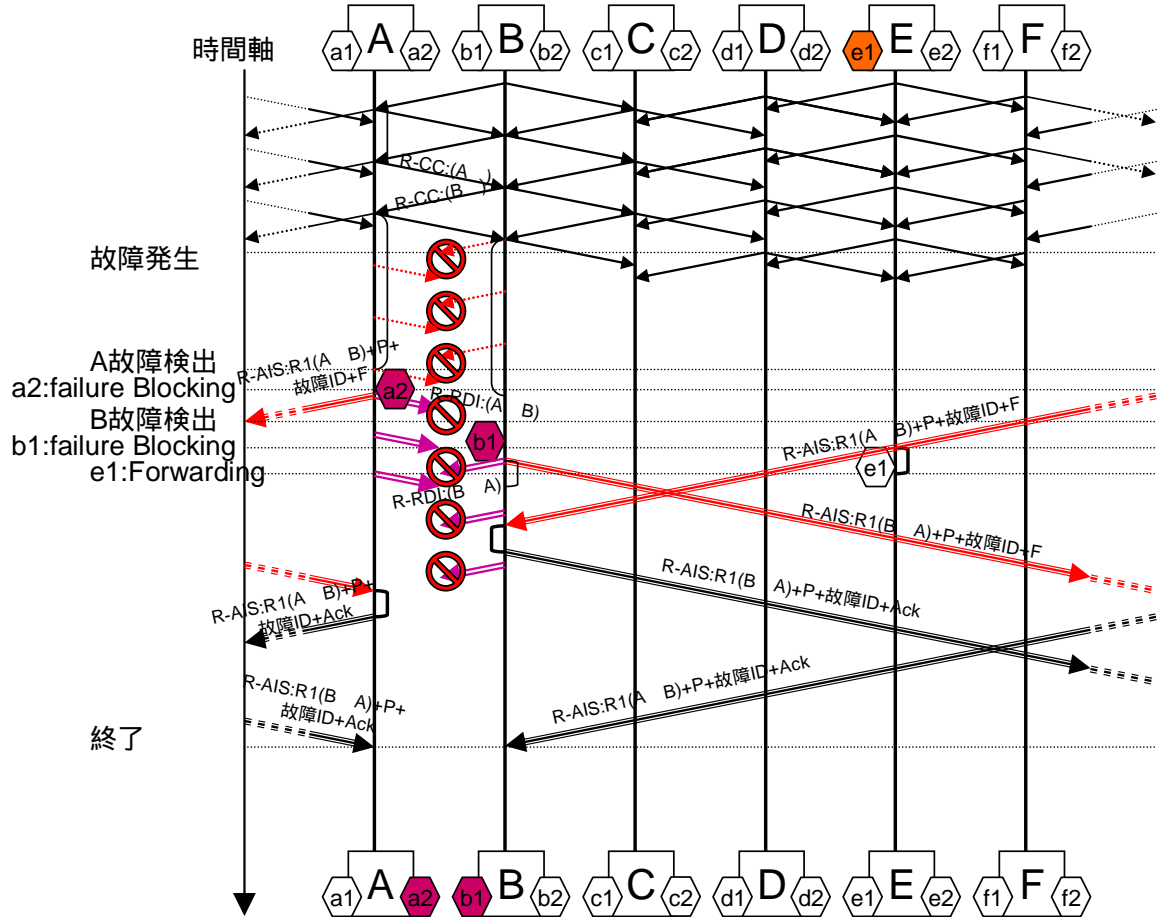 時間軸
a1 A a2 b1 B b2 c1 C c2 d1 D d2 e1 E e2 f1 F f2
R-CC:(A )
R-CC:(B )
故障発生
A故障検出
a2:failure Blocking
B故障検出
b1:failure Blocking
e1:Forwarding
R-AIS:R1(A B)+P+
故障ID+F
a2
R-RDI:(A B)
b1
R-AIS:R1(A B)+P+故障ID+F
e1
R-RDI:(B A)
R-AIS:R1(B A)+P+故障ID+F
R-AIS:R1(B A)+P+故障ID+Ack
R-AIS:R1(A B)+P+
故障ID+Ack
R-AIS:R1(A B)+P+故障ID+Ack
R-AIS:R1(B A)+P+
故障ID+Ack
終了
a1 A a2 b1 B b2 c1 C c2 d1 D d2 e1 E e2 f1 F f2